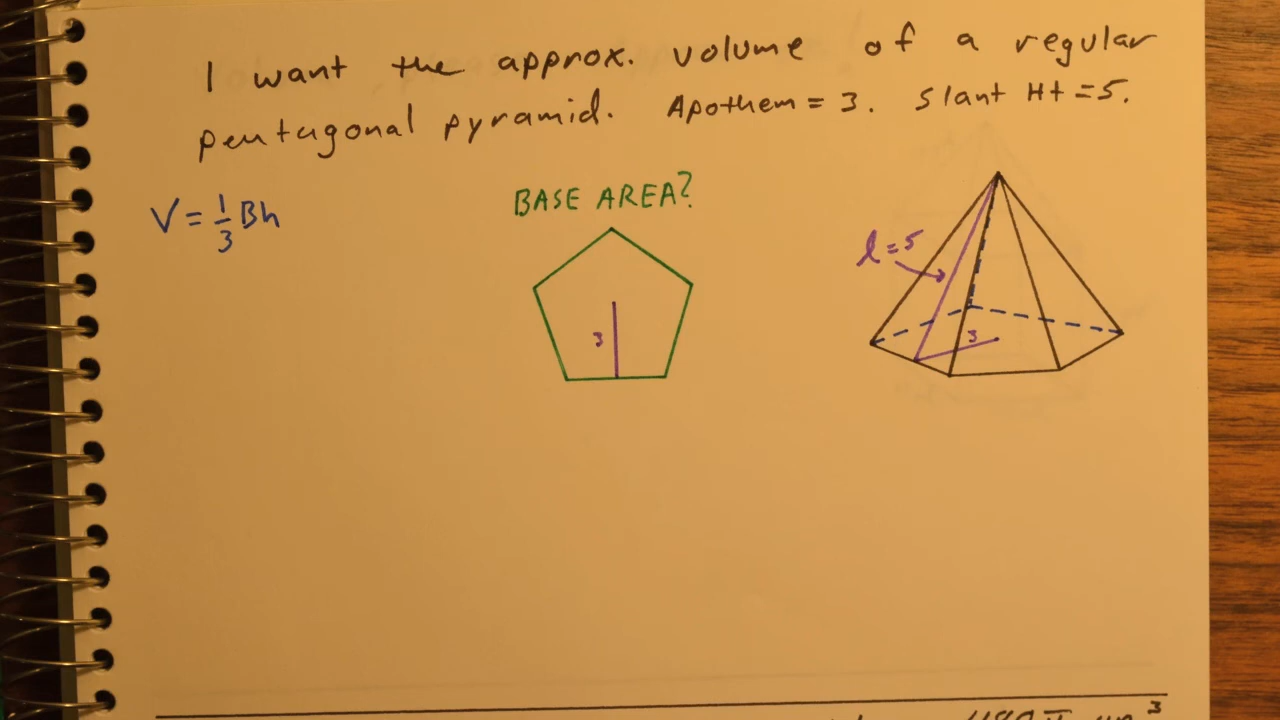 I want the approx. volume of a regular
pentagonal pyramid. Apothem = 3. Slant Ht = 5.
V = 1/3 Bh
BASE AREA?
l = 5
3
3
3